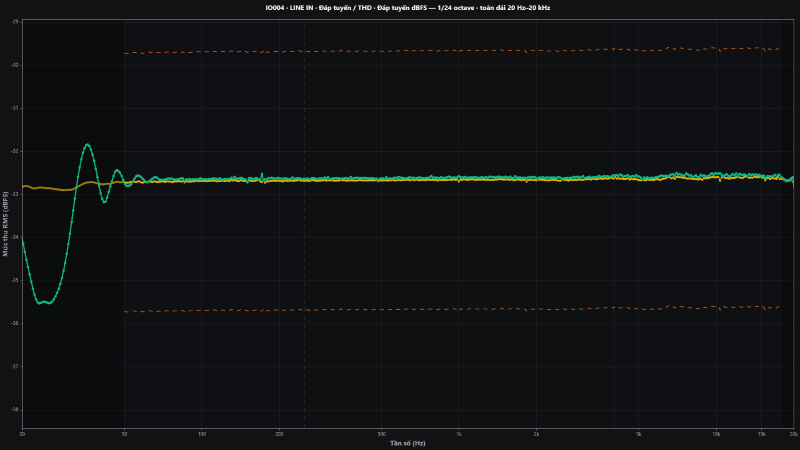 IO004 · LINE IN · Đáp tuyến / THD · Đáp tuyến dBFS — 1/24 octave · toàn dải 20 Hz–20 kHz
-29
-30
-31
-32
-33
-34
-35
-36
-37
-38
Mức thu RMS (dBFS)
20 50 100 200 500 1k 2k 5k 10k 15k 20k
Tần số (Hz)